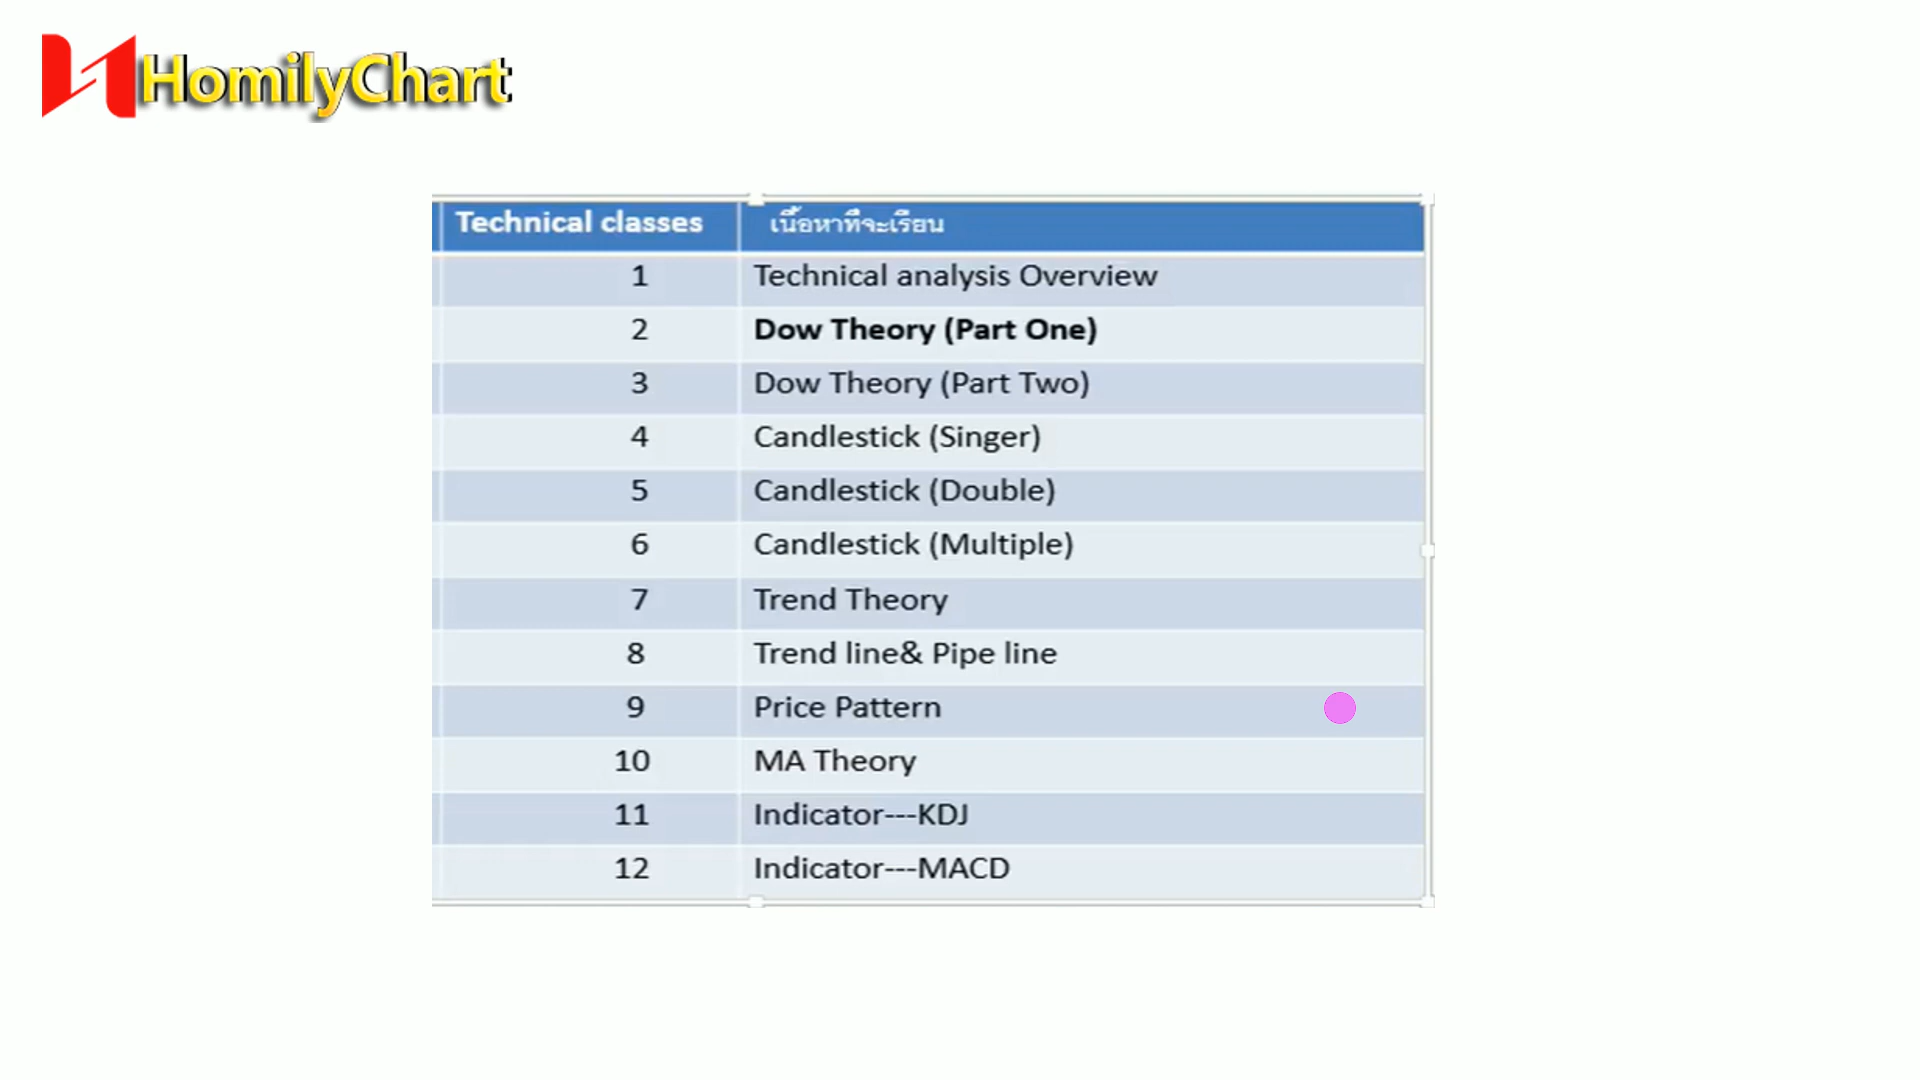 HomilyChart
Technical classes เนื้อหาที่จะเรียน
1 Technical analysis Overview
2 Dow Theory (Part One)
3 Dow Theory (Part Two)
4 Candlestick (Singer)
5 Candlestick (Double)
6 Candlestick (Multiple)
7 Trend Theory
8 Trend line& Pipe line
9 Price Pattern
10 MA Theory
11 Indicator---KDJ
12 Indicator---MACD